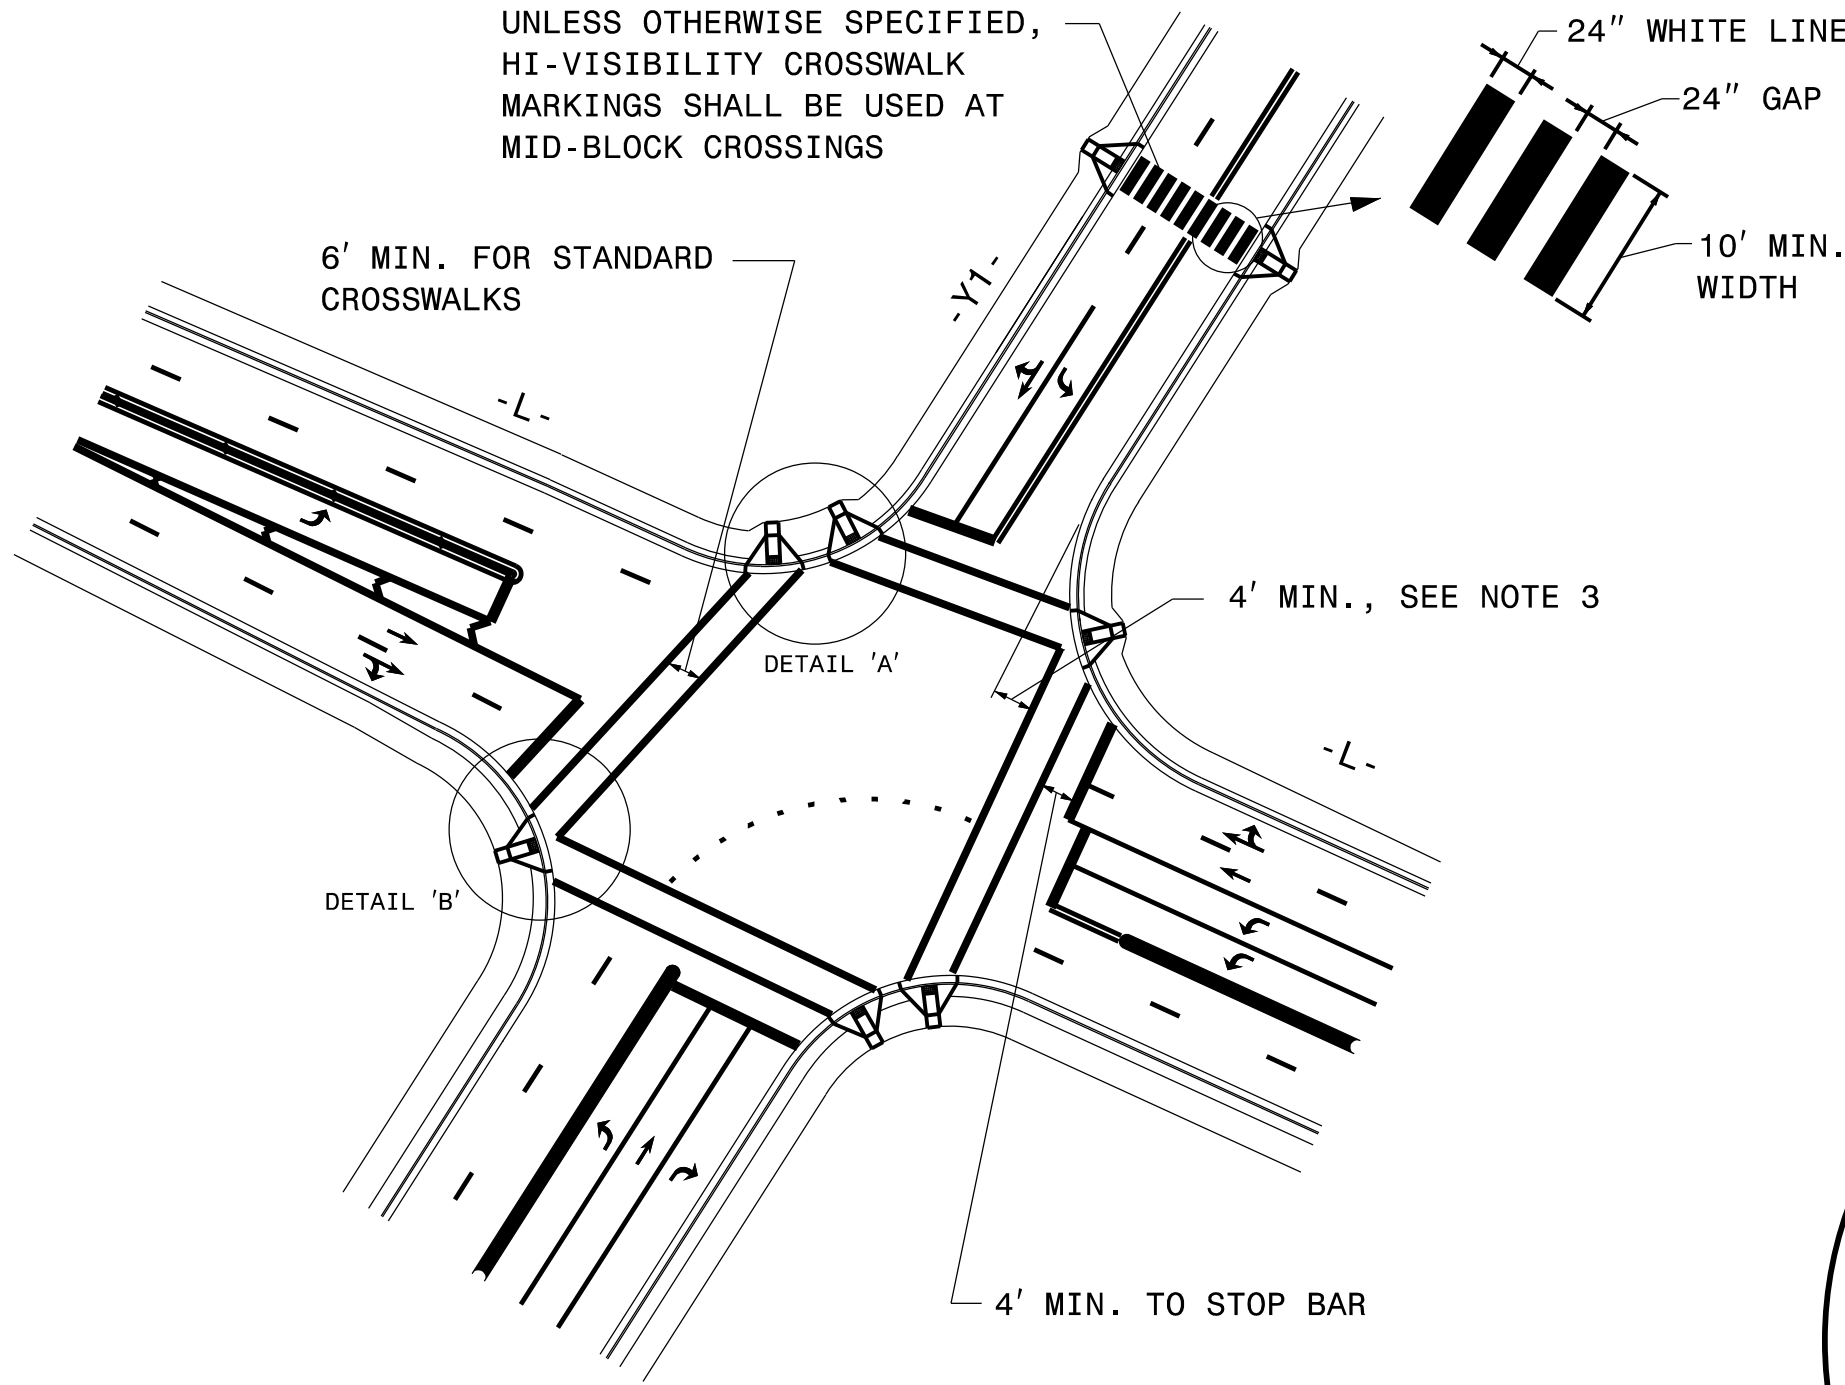 UNLESS OTHERWISE SPECIFIED,
HI-VISIBILITY CROSSWALK
MARKINGS SHALL BE USED AT
MID-BLOCK CROSSINGS
24" WHITE LINE
24" GAP
10' MIN.
WIDTH
6' MIN. FOR STANDARD
CROSSWALKS
-Y1-
-L-
4' MIN., SEE NOTE 3
DETAIL 'A'
-L-
DETAIL 'B'
4' MIN. TO STOP BAR